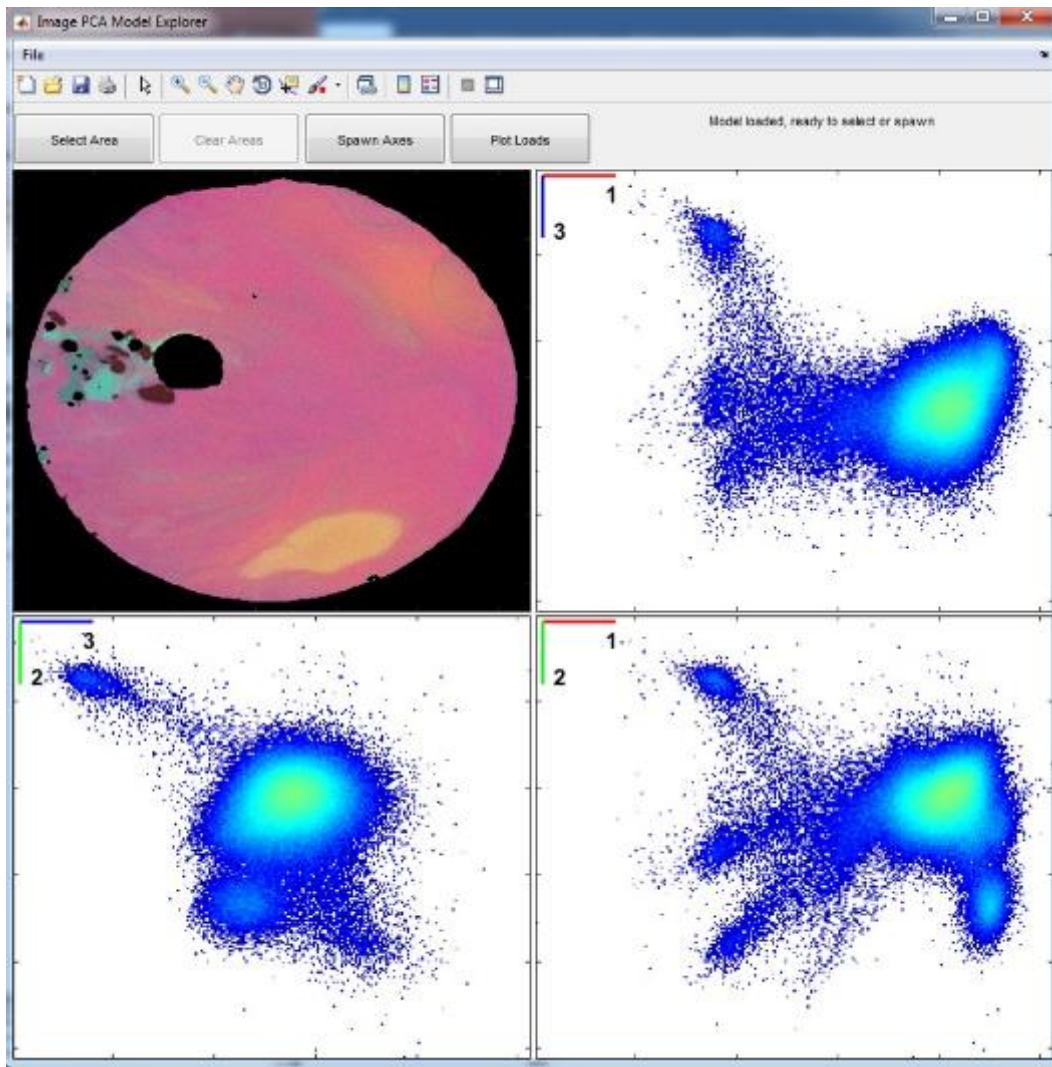 Image PCA Model Explorer
File
Select Area
Clear Areas
Spawn Axes
Plot Loads
Model loaded, ready to select or spawn
1
3
3
2
1
2